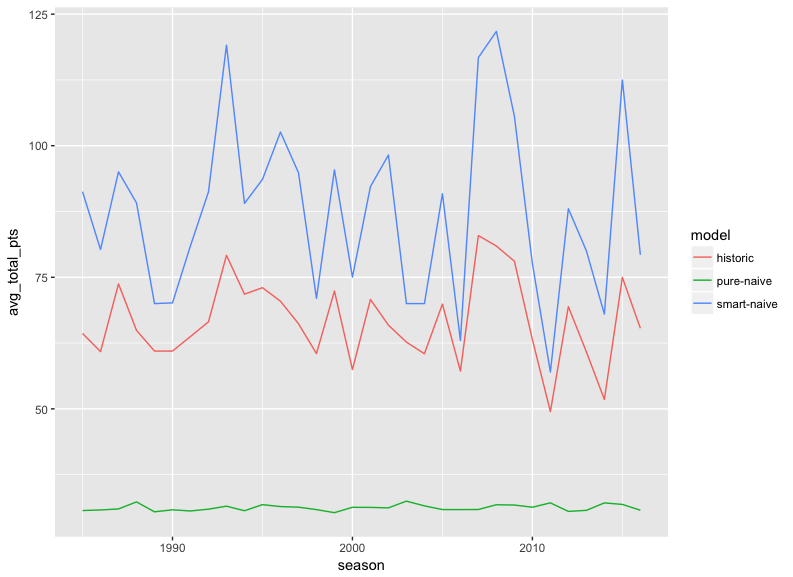 125
100
75
50
avg_total_pts
1990
2000
2010
season
model
historic
pure-naive
smart-naive